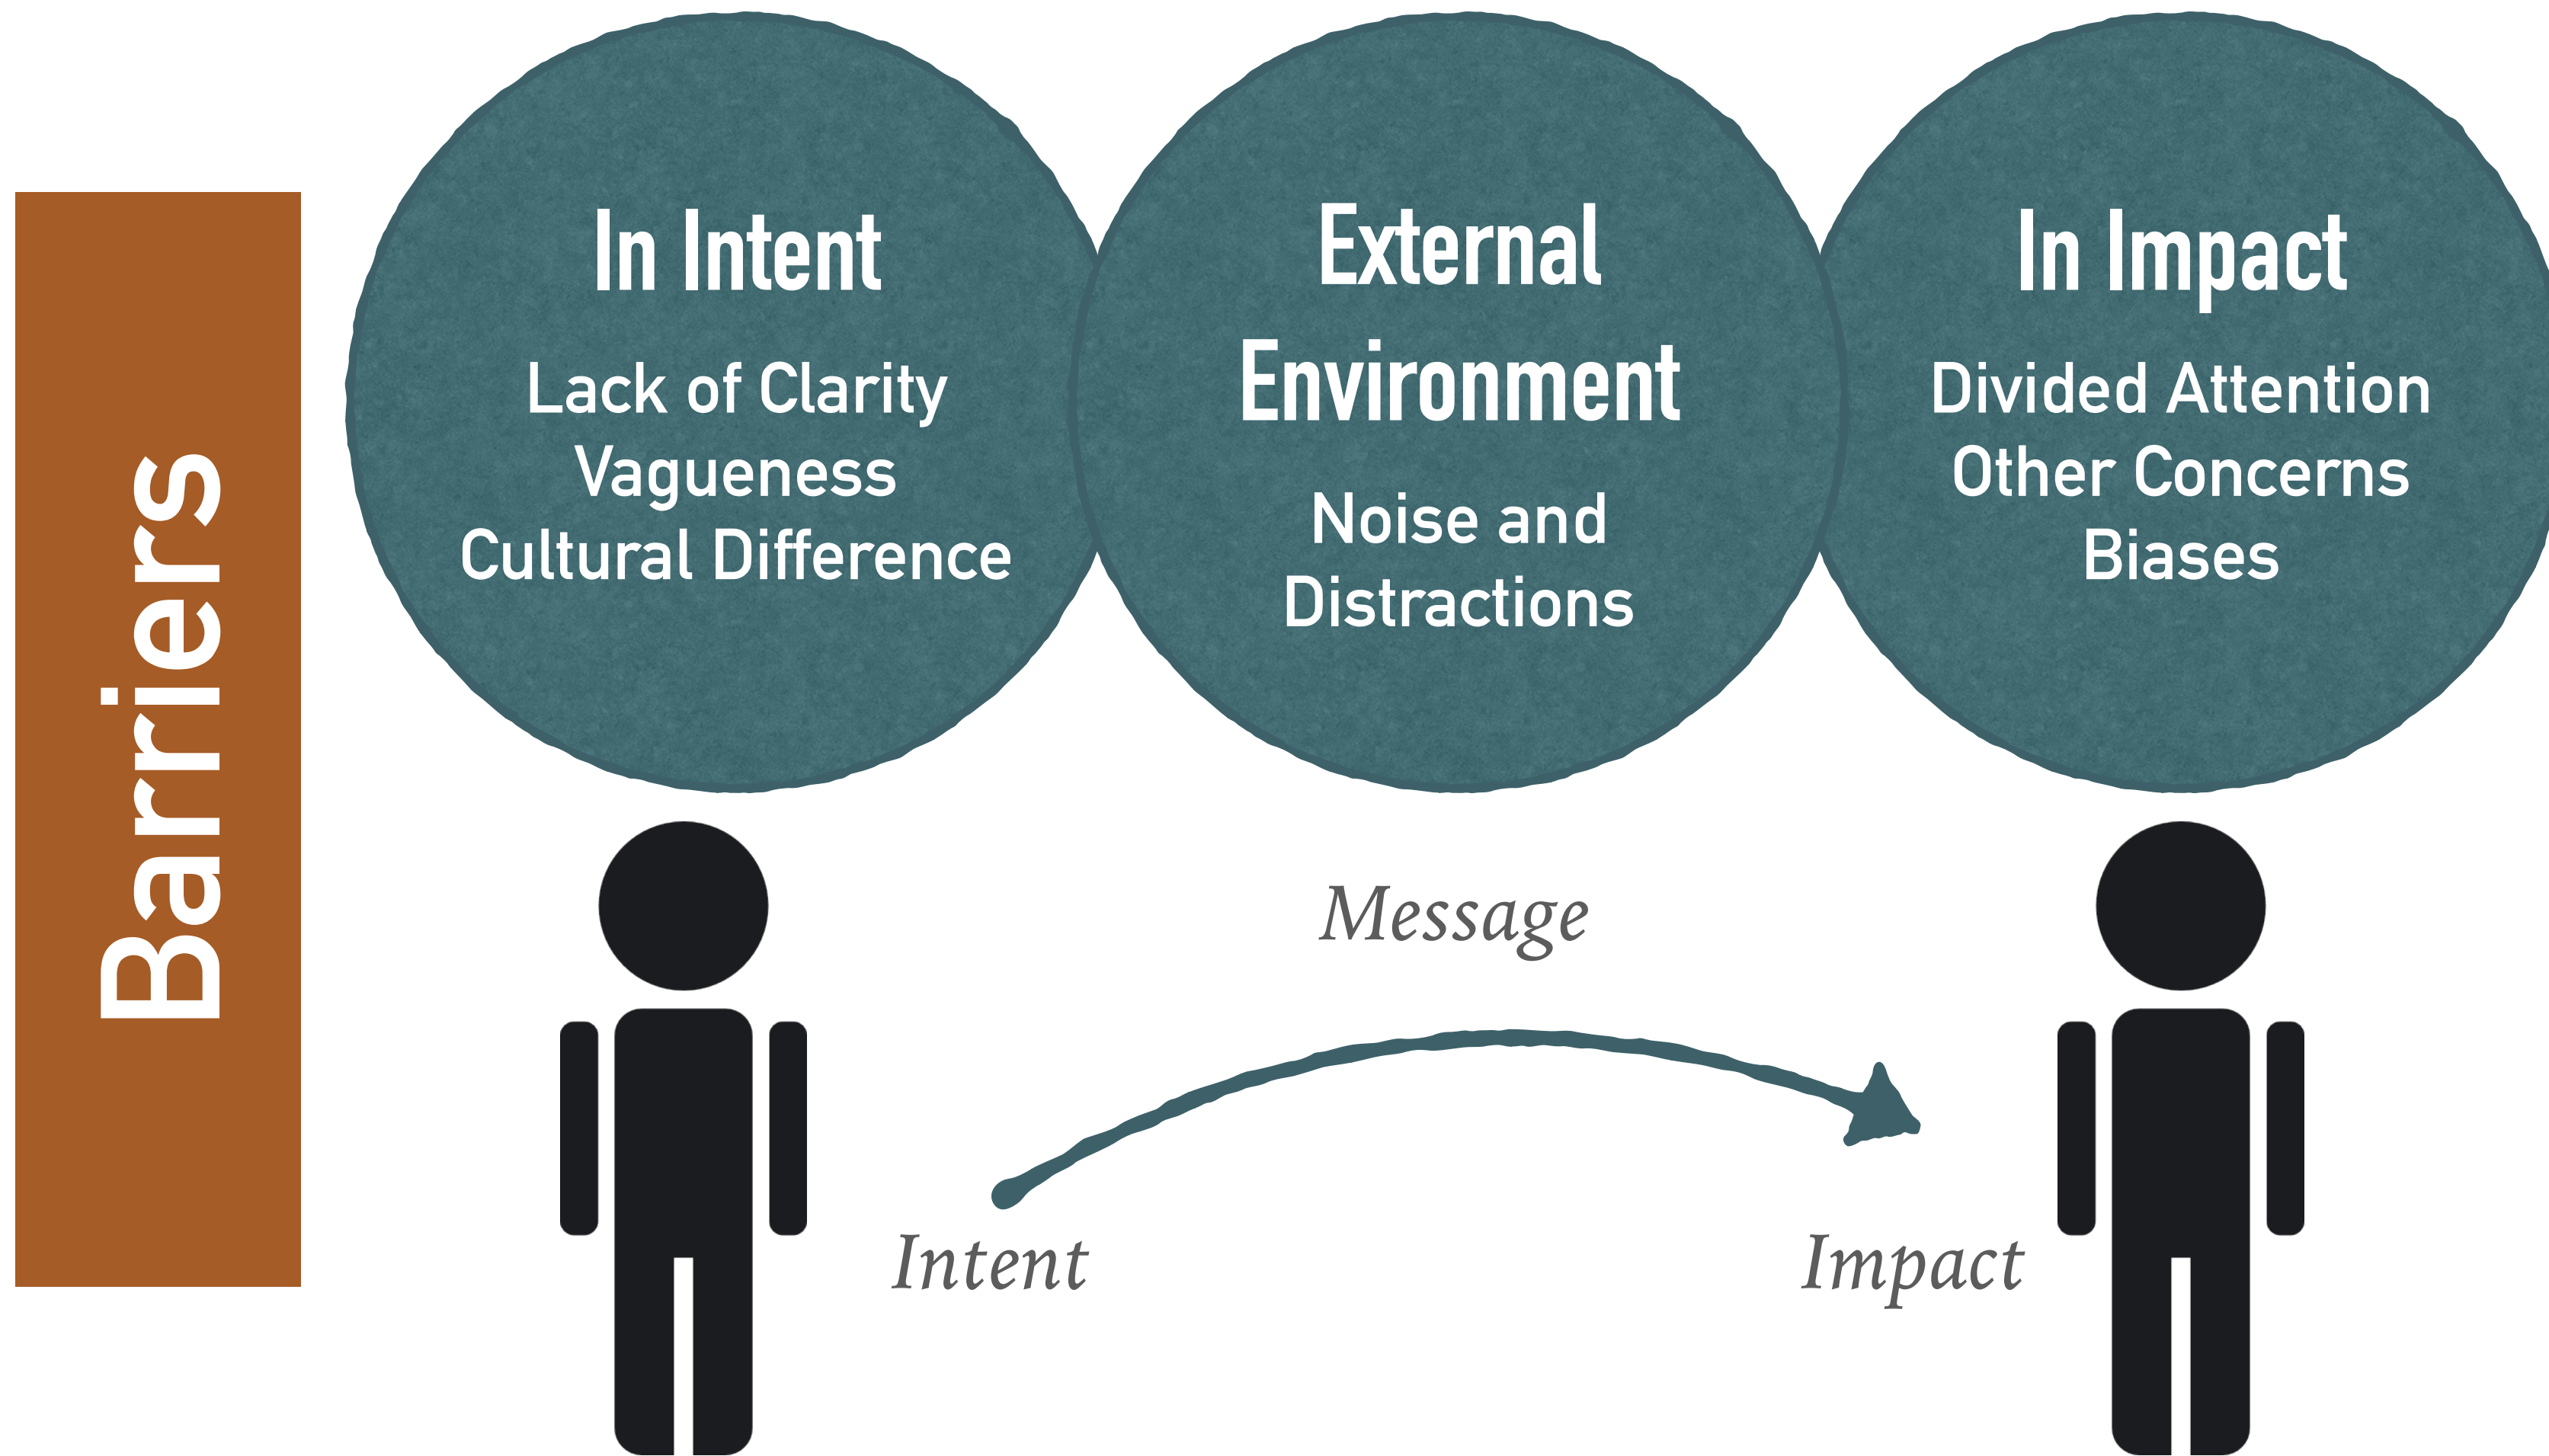 Barriers
In Intent
Lack of Clarity
Vagueness
Cultural Difference
External
Environment
Noise and
Distractions
In Impact
Divided Attention
Other Concerns
Biases
Message
Intent
Impact